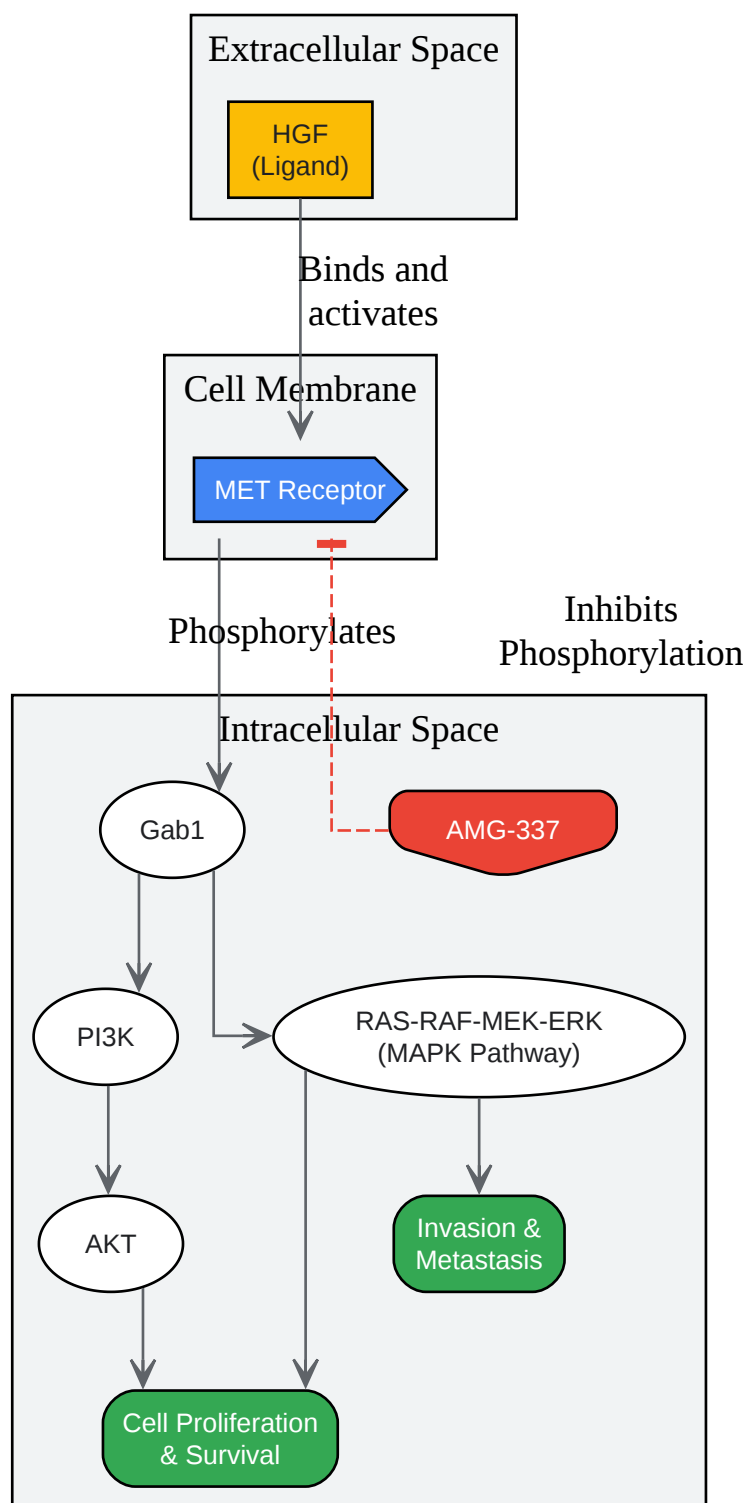 Extracellular Space
HGF
(Ligand)
Binds and
activates
Cell Membrane
MET Receptor
Phosphorylates
Inhibits
Phosphorylation
Intracellular Space
Gab1
AMG-337
PI3K
RAS-RAF-MEK-ERK
(MAPK Pathway)
AKT
Invasion &
Metastasis
Cell Proliferation
& Survival